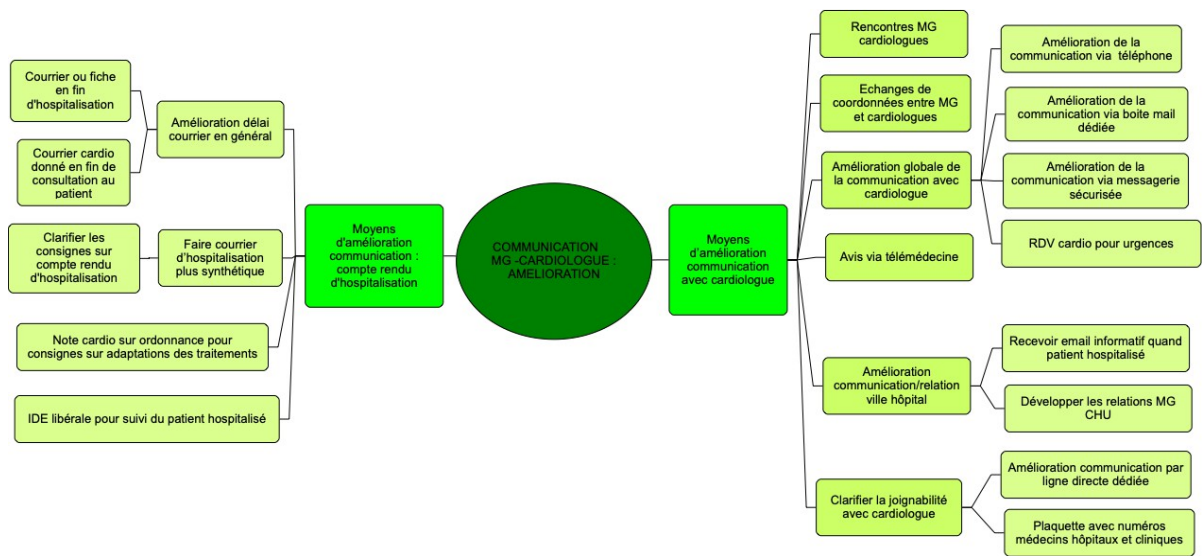 Courrier ou fiche
en fin
d'hospitalisation
Courrier cardio
donné en fin de
consultation au
patient
Amélioration délai
courrier en général
Clarifier les
consignes sur
compte rendu
d'hospitalisation
Faire courrier
d'hospitalisation
plus synthétique
Note cardio sur ordonnance pour
consignes sur adaptations des traitements
IDE libérale pour suivi du patient hospitalisé
Moyens
d'amélioration
communication :
compte rendu
d'hospitalisation
COMMUNICATION
MG -CARDIOLOGUE :
AMELIORATION
Moyens
d'amélioration
communication
avec cardiologue
Rencontres MG
cardiologues
Echanges de
coordonnées entre MG
et cardiologues
Amélioration globale
de la communication avec
cardiologue
Amélioration de la
communication via téléphone
Amélioration de la
communication via boite mail
dédiée
Amélioration de la
communication via messagerie
sécurisée
RDV cardio pour urgences
Avis via télémédecine
Amélioration
communication/relation
ville hôpital
Recevoir email informatif quand
patient hospitalisé
Développer les relations MG
CHU
Clarifier la joignabilité
avec cardiologue
Amélioration communication par
ligne directe dédiée
Plaquette avec numéros
médecins hôpitaux et cliniques